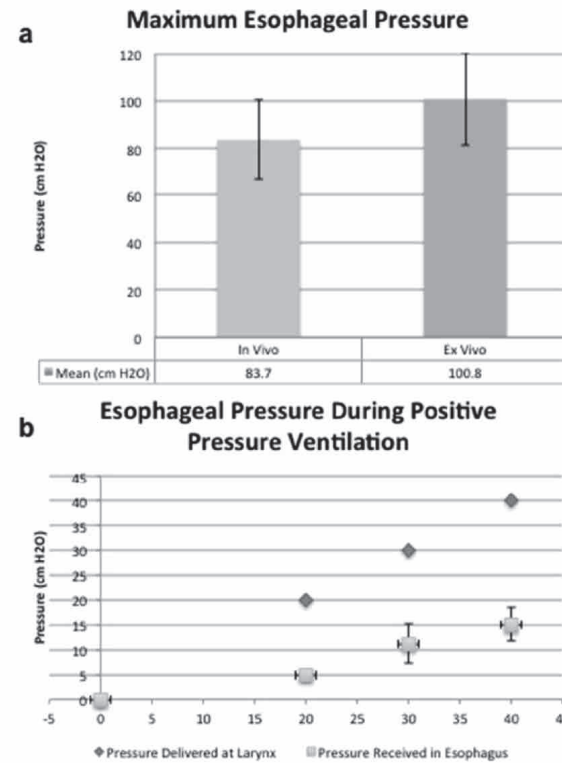 a
Maximum Esophageal Pressure
Pressure (cm H2O)
120
100
80
60
40
20
0
In Vivo Ex Vivo
Mean (cm H2O) 83.7 100.8
b
Esophageal Pressure During Positive
Pressure Ventilation
Pressure (cm H2O)
45
40
35
30
25
20
15
10
5
0
-5 0 5 10 15 20 25 30 35 40
Pressure Delivered at Larynx Pressure Received in Esophagus